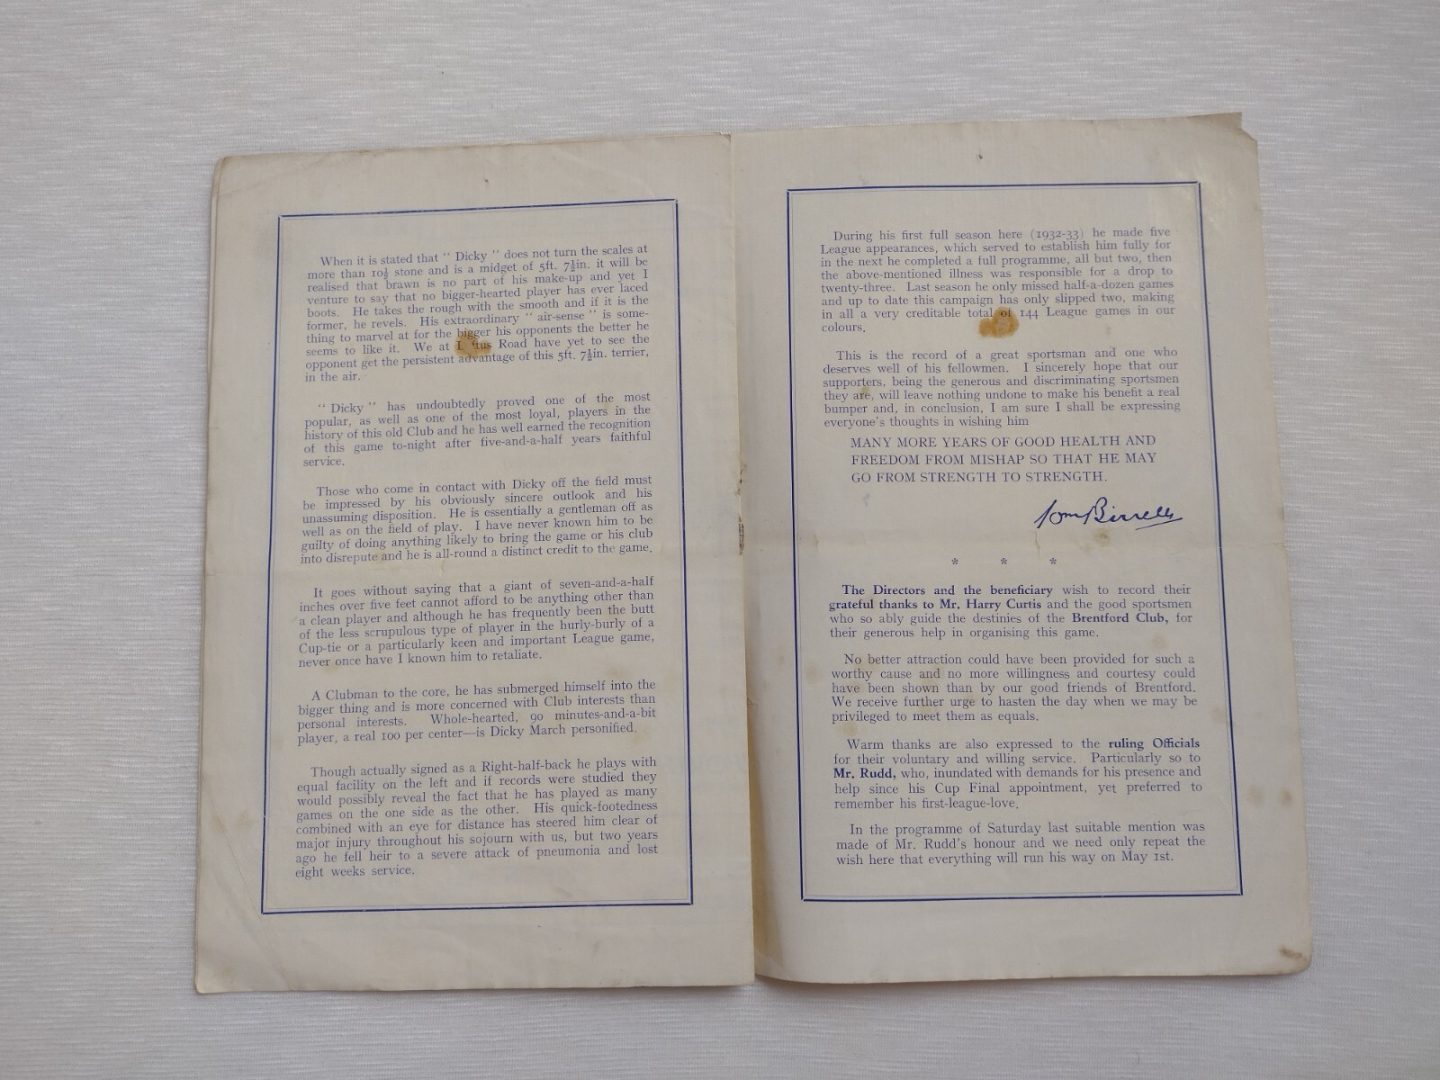 When it is stated that " Dicky " does not turn the scales at
more than 10½ stone and is a midget of 5ft. 7½in. it will be
realised that brawn is no part of his make-up and yet I
venture to say that no bigger-hearted player has ever laced
boots. He takes the rough with the smooth and if it is the
former, he revels. His extraordinary " air-sense " is some-
thing to marvel at for the bigger his opponents the better he
seems to like it. We at Road have yet to see the
opponent get the persistent advantage of this 5ft. 7½in. terrier,
in the air.
" Dicky " has undoubtedly proved one of the most
popular, as well as one of the most loyal, players in the
history of this old Club and he has well earned the recognition
of this game to-night after five-and-a-half years faithful
service.
Those who come in contact with Dicky off the field must
be impressed by his obviously sincere outlook and his
unassuming disposition. He is essentially a gentleman off as
well as on the field of play. I have never known him to be
guilty of doing anything likely to bring the game or his club
into disrepute and he is all-round a distinct credit to the game.
It goes without saying that a giant of seven-and-a-half
inches over five feet cannot afford to be anything other than
a clean player and although he has frequently been the butt
of the less scrupulous type of player in the hurly-burly of a
Cup-tie or a particularly keen and important League game,
never once have I known him to retaliate.
A Clubman to the core, he has submerged himself into the
bigger thing and is more concerned with Club interests than
personal interests. Whole-hearted, 90 minutes-and-a-bit
player, a real 100 per center—is Dicky March personified.
Though actually signed as a Right-half-back he plays with
equal facility on the left and if records were studied they
would possibly reveal the fact that he has played as many
games on the one side as the other. His quick-footedness
combined with an eye for distance has steered him clear of
major injury throughout his sojourn with us, but two years
ago he fell heir to a severe attack of pneumonia and lost
eight weeks service.
During his first full season here (1932-33) he made five
League appearances, which served to establish him fully for
in the next he completed a full programme, all but two, then
the above-mentioned illness was responsible for a drop to
twenty-three. Last season he only missed half-a-dozen games
and up to date this campaign has only slipped two, making
in all a very creditable total of 144 League games in our
colours.
This is the record of a great sportsman and one who
deserves well of his fellowmen. I sincerely hope that our
supporters, being the generous and discriminating sportsmen
they are, will leave nothing undone to make his benefit a real
bumper and, in conclusion, I am sure I shall be expressing
everyone's thoughts in wishing him
MANY MORE YEARS OF GOOD HEALTH AND
FREEDOM FROM MISHAP SO THAT HE MAY
GO FROM STRENGTH TO STRENGTH.
Tom Birrell
* * *
The Directors and the beneficiary wish to record their
grateful thanks to Mr. Harry Curtis and the good sportsmen
who so ably guide the destinies of the Brentford Club, for
their generous help in organising this game.
No better attraction could have been provided for such a
worthy cause and no more willingness and courtesy could
have been shown than by our good friends of Brentford.
We receive further urge to hasten the day when we may be
privileged to meet them as equals.
Warm thanks are also expressed to the ruling Officials
for their voluntary and willing service. Particularly so to
Mr. Rudd, who, inundated with demands for his presence and
help since his Cup Final appointment, yet preferred to
remember his first-league-love.
In the programme of Saturday last suitable mention was
made of Mr. Rudd's honour and we need only repeat the
wish here that everything will run his way on May 1st.